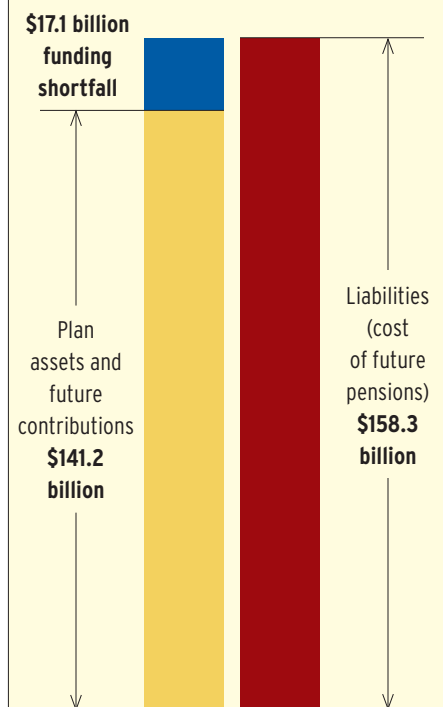 $17.1 billion
funding
shortfall
Plan
assets and
future
contributions
$141.2
billion
Liabilities
(cost
of future
pensions)
$158.3
billion